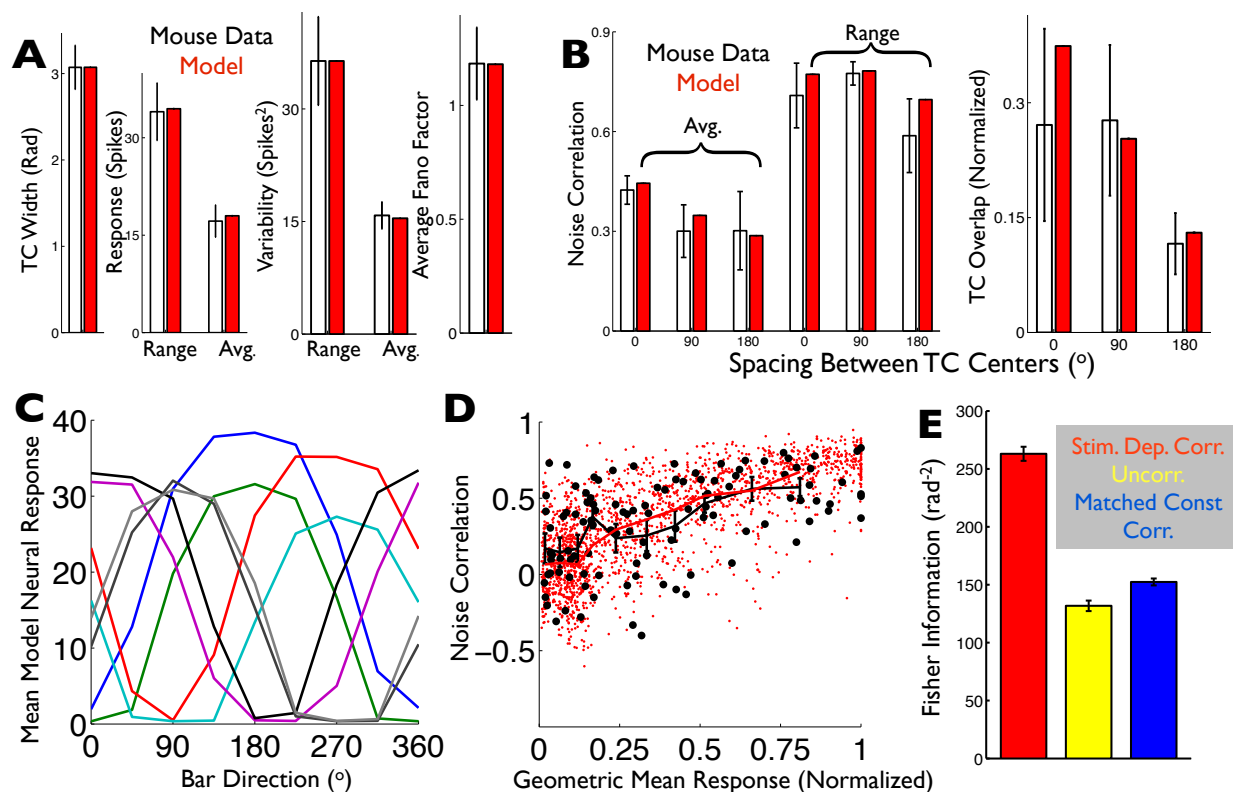 A
Mouse Data
Model
TC Width (Rad)
3
2
1
0
Response (Spikes)
30
15
0
Range Avg.
Variability (Spikes²)
30
15
0
Range Avg.
Average Fano Factor
1
0.5
0
B
Mouse Data
Model
Avg.
Range
Noise Correlation
0.9
0.6
0.3
0
0 90 180 0 90 180
TC Overlap (Normalized)
0.3
0.15
0
0 90 180
Spacing Between TC Centers (°)
C
Mean Model Neural Response
40
30
20
10
0
0 90 180 270 360
Bar Direction (°)
D
Noise Correlation
1
0.5
0
−0.5
0 0.25 0.5 0.75 1
Geometric Mean Response (Normalized)
E
Fisher Information (rad⁻²)
300
250
200
150
100
50
0
Stim. Dep. Corr.
Uncorr.
Matched Const
Corr.